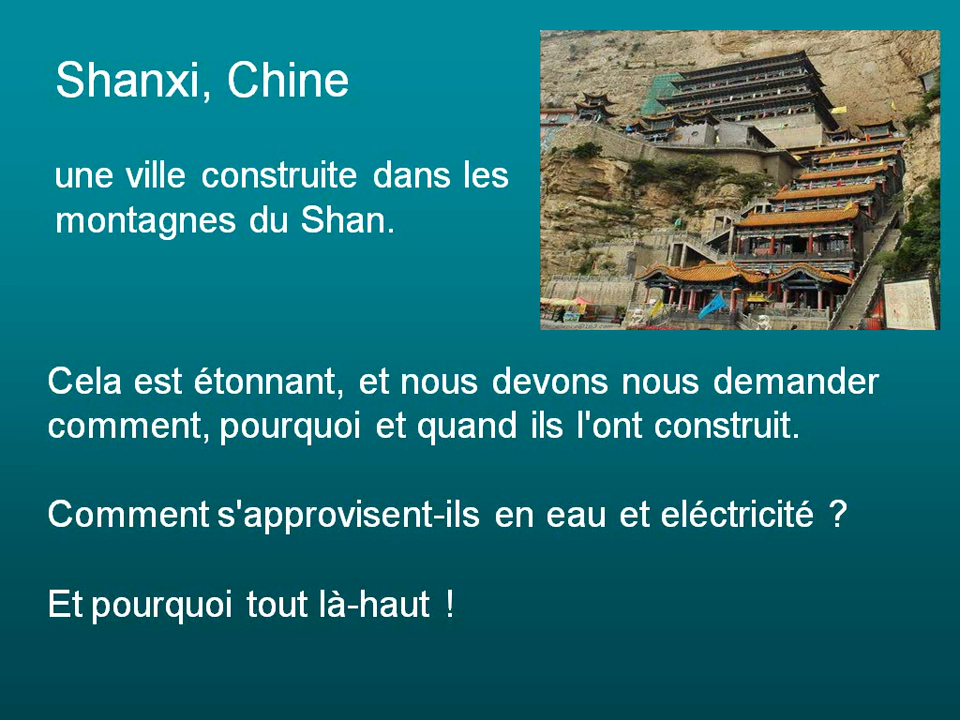 Shanxi, Chine
une ville construite dans les
montagnes du Shan.
Cela est étonnant, et nous devons nous demander
comment, pourquoi et quand ils l'ont construit.
Comment s'approvisent-ils en eau et eléctricité ?
Et pourquoi tout là-haut !